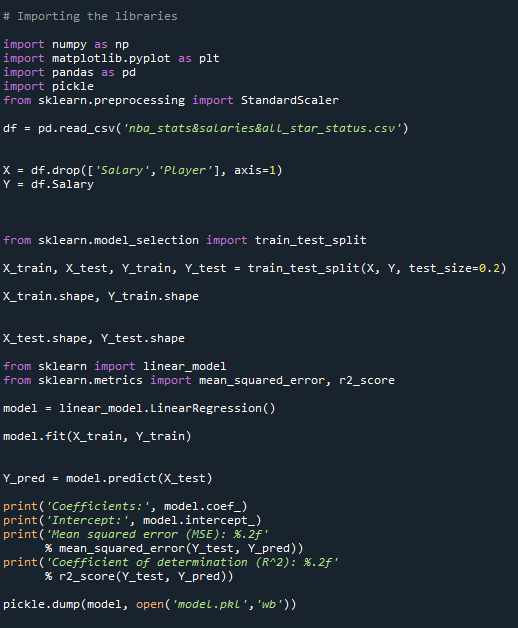 # Importing the libraries
import numpy as np
import matplotlib.pyplot as plt
import pandas as pd
import pickle
from sklearn.preprocessing import StandardScaler
df = pd.read_csv('nba_stats&salaries&all_star_status.csv')
X = df.drop(['Salary','Player'], axis=1)
Y = df.Salary
from sklearn.model_selection import train_test_split
X_train, X_test, Y_train, Y_test = train_test_split(X, Y, test_size=0.2)
X_train.shape, Y_train.shape
X_test.shape, Y_test.shape
from sklearn import linear_model
from sklearn.metrics import mean_squared_error, r2_score
model = linear_model.LinearRegression()
model.fit(X_train, Y_train)
Y_pred = model.predict(X_test)
print('Coefficients:', model.coef_)
print('Intercept:', model.intercept_)
print('Mean squared error (MSE): %.2f'
      % mean_squared_error(Y_test, Y_pred))
print('Coefficient of determination (R^2): %.2f'
      % r2_score(Y_test, Y_pred))
pickle.dump(model, open('model.pkl','wb'))